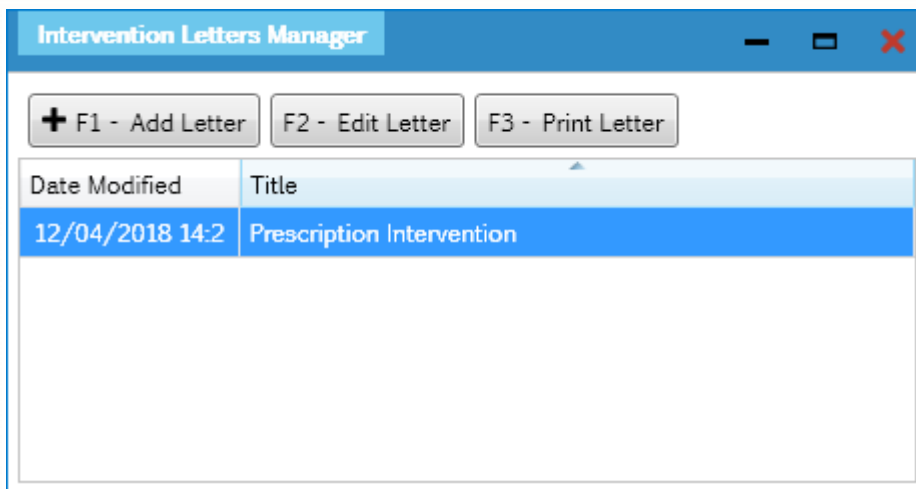 Intervention Letters Manager
+ F1 - Add Letter F2 - Edit Letter F3 - Print Letter
Date Modified Title
12/04/2018 14:2 Prescription Intervention